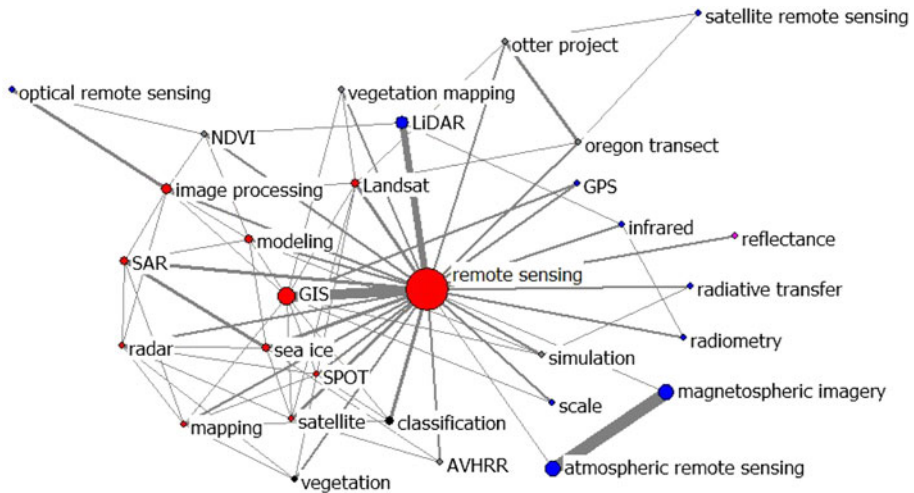 satellite remote sensing
otter project
optical remote sensing
vegetation mapping
LiDAR
NDVI
oregon transect
image processing
Landsat
GPS
infrared
modeling
reflectance
SAR
remote sensing
GIS
radiative transfer
radar
sea ice
radiometry
simulation
SPOT
magnetospheric imagery
scale
mapping
satellite
classification
AVHRR
atmospheric remote sensing
vegetation